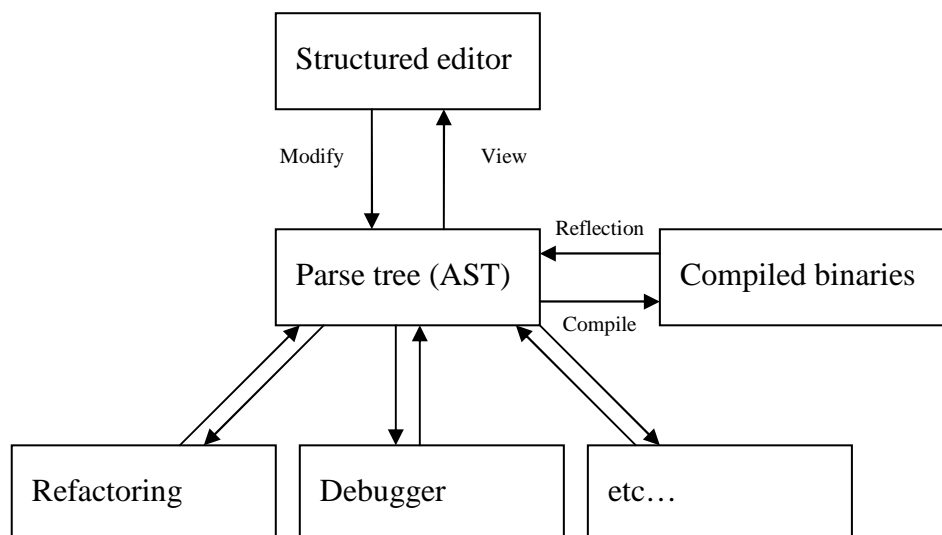 Structured editor
Modify
View
Reflection
Parse tree (AST)
Compiled binaries
Compile
Refactoring
Debugger
etc…